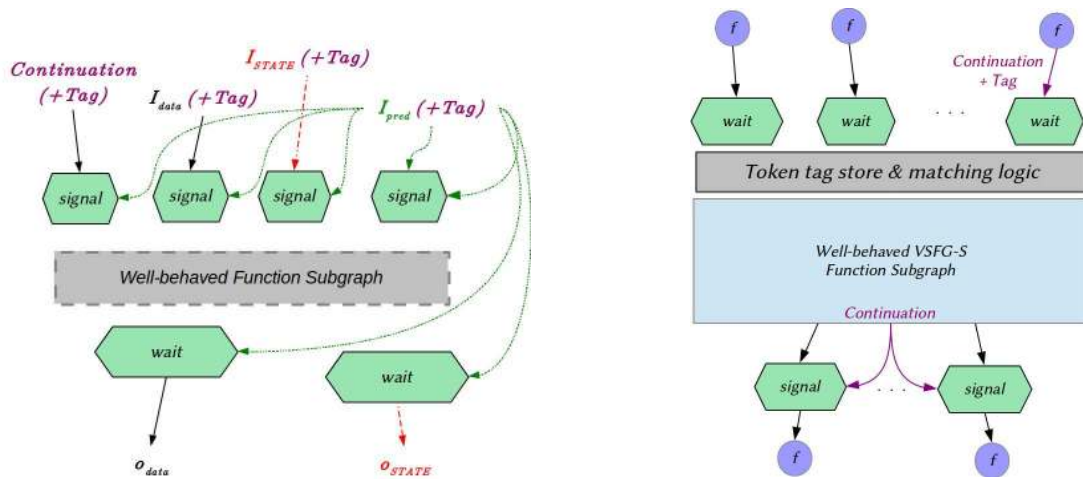 Continuation
(+Tag)
I_data (+Tag)
I_STATE (+Tag)
I_pred (+Tag)
signal
signal
signal
signal
Well-behaved Function Subgraph
wait
wait
o_data
o_STATE
f
f
f
Continuation
+ Tag
wait
wait
. . .
wait
Token tag store & matching logic
Well-behaved VSFG-S
Function Subgraph
Continuation
signal
. . .
signal
f
f